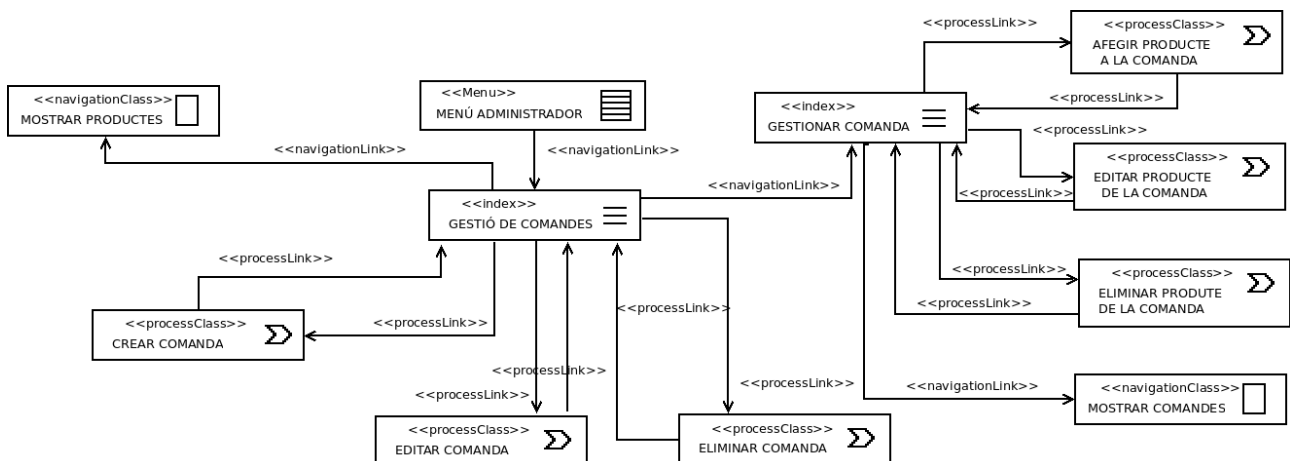 <<processClass>>
AFEGIR PRODUCTE
A LA COMANDA
<<processLink>>
<<processLink>>
<<navigationClass>>
MOSTRAR PRODUCTES
<<Menu>>
MENÚ ADMINISTRADOR
<<index>>
GESTIONAR COMANDA
<<processLink>>
<<navigationLink>>
<<navigationLink>>
<<processClass>>
EDITAR PRODUCTE
DE LA COMANDA
<<processLink>>
<<navigationLink>>
<<index>>
GESTIÓ DE COMANDES
<<processLink>>
<<processLink>>
<<processClass>>
ELIMINAR PRODUTE
DE LA COMANDA
<<processLink>>
<<processLink>>
<<processClass>>
CREAR COMANDA
<<processLink>>
<<processLink>>
<<processLink>>
<<processLink>>
<<processLink>>
<<navigationLink>>
<<navigationClass>>
MOSTRAR COMANDES
<<processClass>>
EDITAR COMANDA
<<processClass>>
ELIMINAR COMANDA